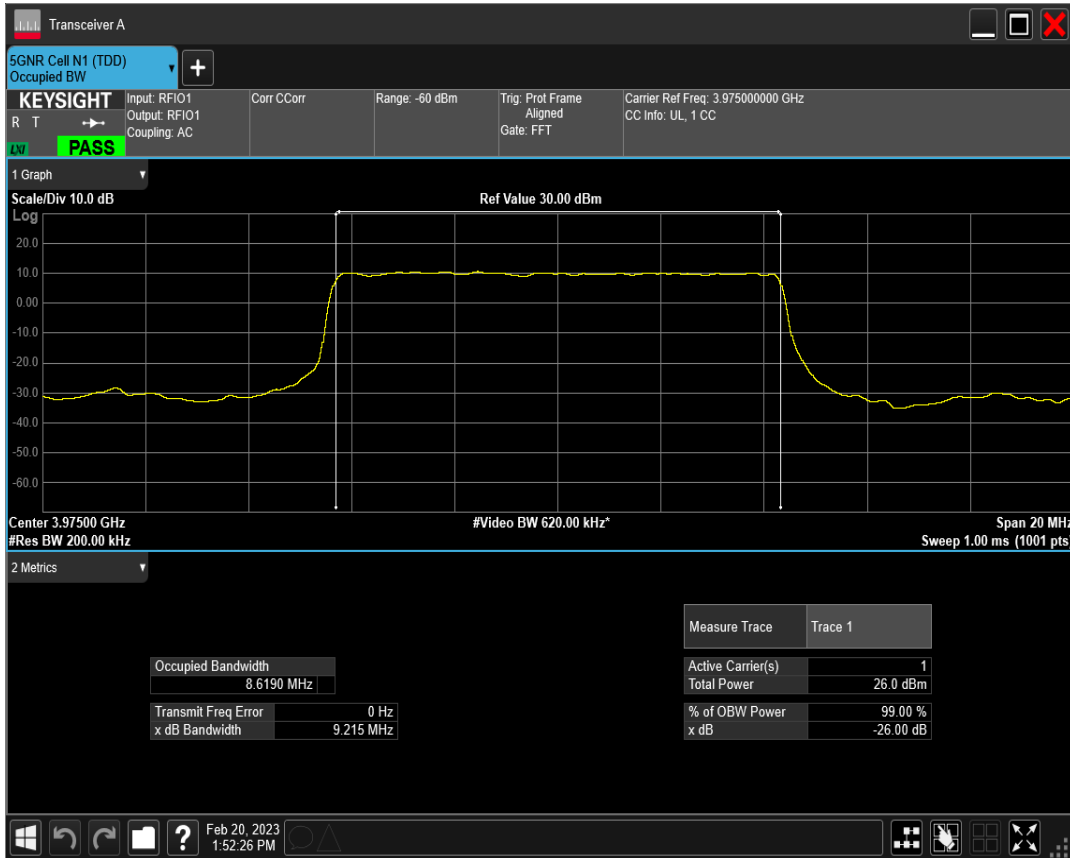 Transceiver A
5GNR Cell N1 (TDD)
Occupied BW
+
KEYSIGHT
R T
LXI
PASS
Input: RFIO1
Output: RFIO1
Coupling: AC
Corr CCorr
Range: -60 dBm
Trig: Prot Frame
Aligned
Gate: FFT
Carrier Ref Freq: 3.975000000 GHz
CC Info: UL, 1 CC
1 Graph
Scale/Div 10.0 dB
Ref Value 30.00 dBm
Log
20.0
10.0
0.00
-10.0
-20.0
-30.0
-40.0
-50.0
-60.0
Center 3.97500 GHz
#Video BW 620.00 kHz*
Span 20 MHz
#Res BW 200.00 kHz
Sweep 1.00 ms (1001 pts)
2 Metrics
Measure Trace Trace 1
Occupied Bandwidth
8.6190 MHz
Active Carrier(s) 1
Total Power 26.0 dBm
Transmit Freq Error 0 Hz
x dB Bandwidth 9.215 MHz
% of OBW Power 99.00 %
x dB -26.00 dB
?
Feb 20, 2023
1:52:26 PM